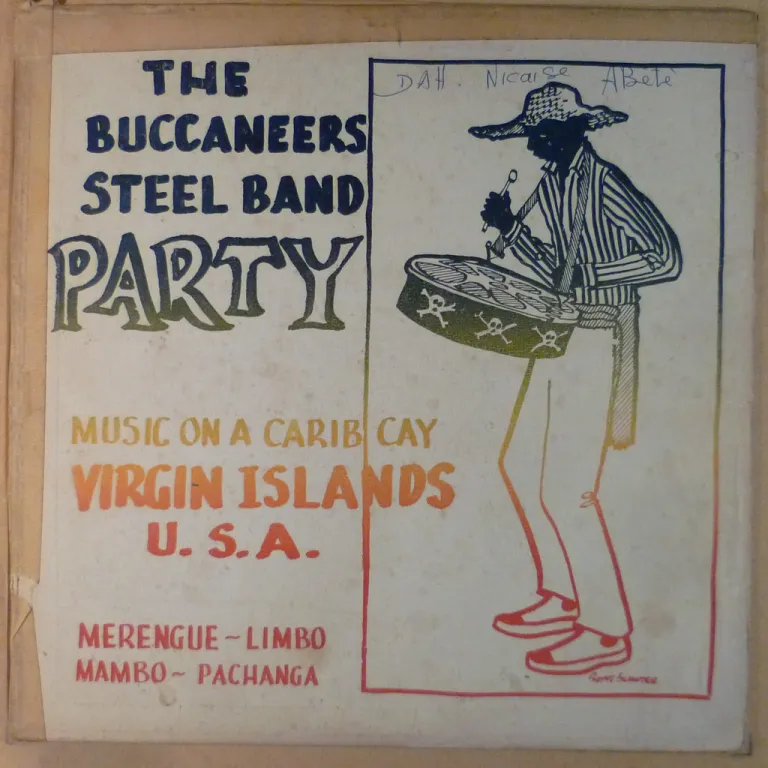 THE
BUCCANEERS
STEEL BAND
PARTY
MUSIC ON A CARIB CAY
VIRGIN ISLANDS
U. S. A.
MERENGUE ~ LIMBO
MAMBO ~ PACHANGA
DAH. Nicaise ABete